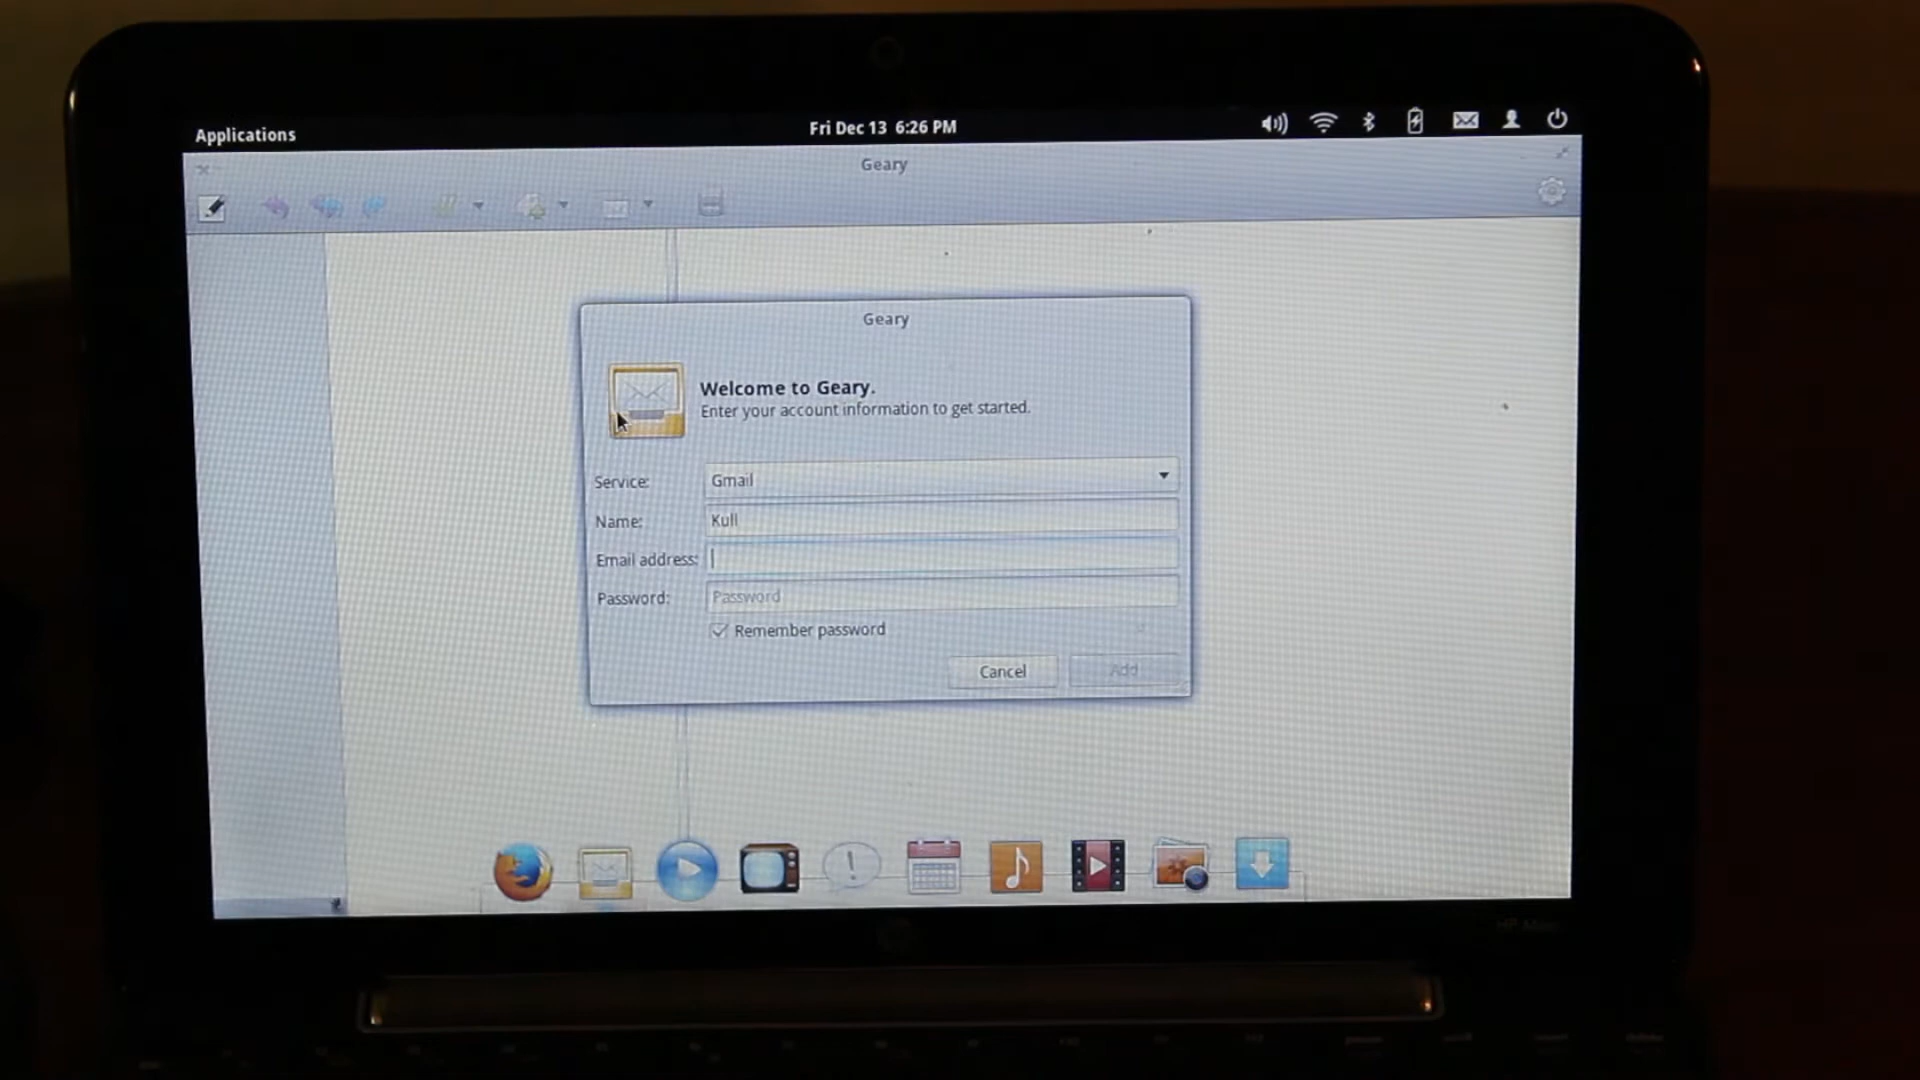 Applications
Fri Dec 13 6:26 PM
Geary
Geary
Welcome to Geary.
Enter your account information to get started.
Service: Gmail
Name: Kull
Email address:
Password: Password
Remember password
Cancel
Add